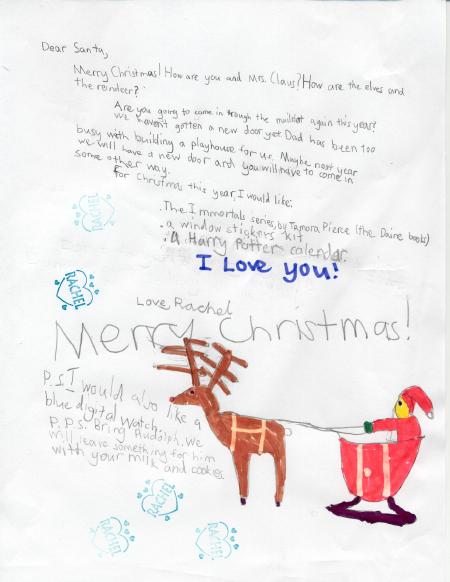 Dear Santa,
Merry Christmas! How are you and Mrs. Claus? How are the elves and
the reindeer?
Are you going to come in through the mailslot again this year?
We haven't gotten a new door yet Dad has been too
busy with building a playhouse for us. Maybe next year
we will have a new door and you will have to come in
some other way.
For Christmas this year, I would like:
. The Immortals series, by Tamora Pierce (the Daine books)
. a window stickers kit
. a Harry Potter calendar.
I Love you!
RACHEL
RACHEL
Love, Rachel
Merry Christmas!
P.S. I would also like a
blue digital watch.
P.P.S. Bring Rudolph. We
will leave something for him
with your milk and cookies.
RACHEL
RACHEL
RACHEL